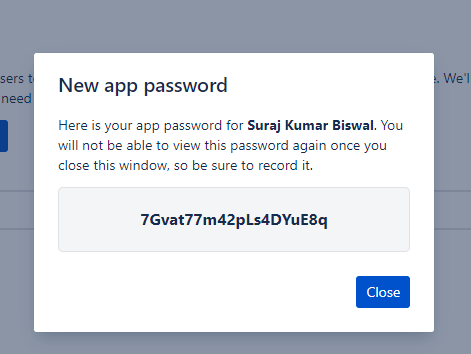 New app password
sers t
e. We'll
Here is your app password for Suraj Kumar Biswal. You
need
will not be able to view this password again once you
close this window, so be sure to record it.
7Gvat77m42pLs4DYuE8q
Close